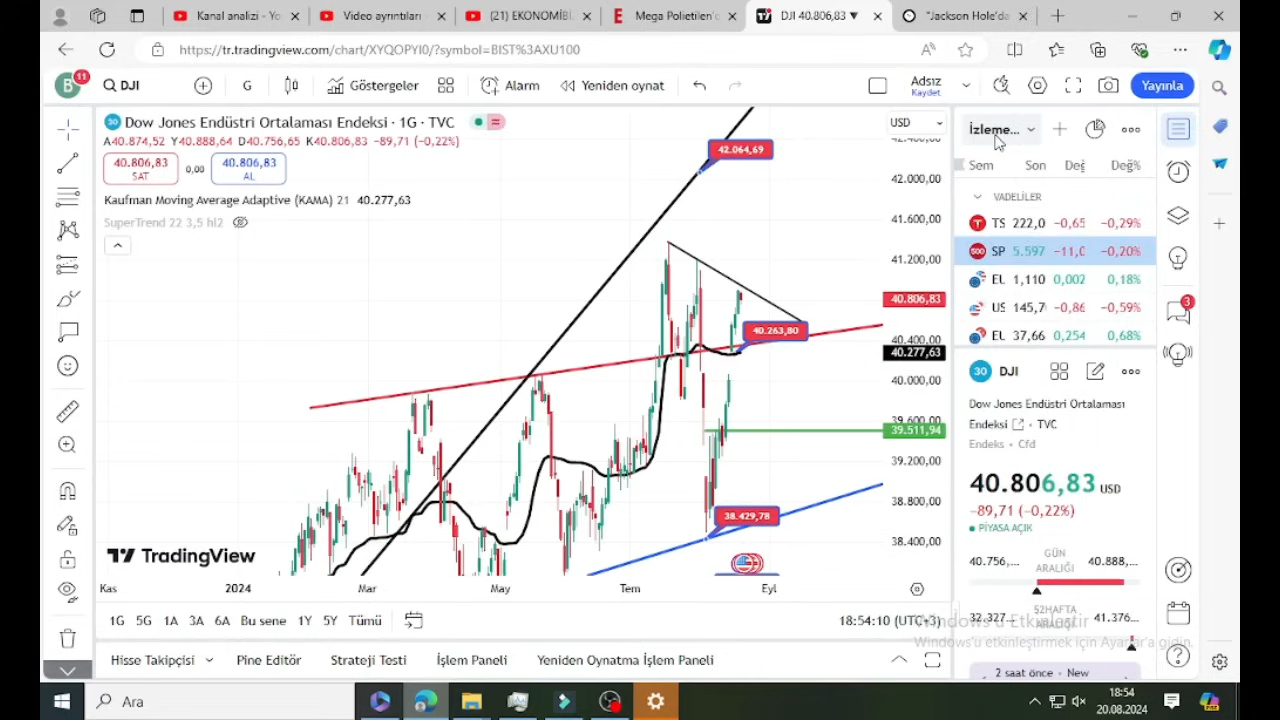 Kanal analizi - Yo
Video ayrıntıları -
(21) EKONOMİBİ.
Mega Polietilen'
DJI 40.806,83 ▼
"Jackson Hole'da
https://tr.tradingview.com/chart/XYQOPYI0/?symbol=BIST%3AXU100
B 11 DJI G Göstergeler Alarm Yeniden oynat Adsız Kaydet Yayınla
30 Dow Jones Endüstri Ortalaması Endeksi · 1G · TVC
A40.874,52 Y40.888,64 D40.756,65 K40.806,83 −89,71 (−0,22%)
40.806,83 SAT 0,00 40.806,83 AL
Kaufman Moving Average Adaptive (KAMA) 21 40.277,63
SuperTrend 22 3,5 hl2
USD
42.064,69
40.263,80
38.429,78
42.400,00
42.000,00
41.600,00
41.200,00
40.806,83
40.400,00
40.277,63
40.000,00
39.600,00
39.511,94
39.200,00
38.800,00
38.400,00
TradingView
Kas 2024 Mar May Tem Eyl
1G 5G 1A 3A 6A Bu sene 1Y 5Y Tümü
18:54:10 (UTC+3)
Hisse Takipçisi Pine Editör Strateji Testi İşlem Paneli Yeniden Oynatma İşlem Paneli
İzleme...
Sem Son Değ Değ%
VADELİLER
TS 222,0 −0,65 −0,29%
500 SP 5.597 −11,0 −0,20%
EU 1,110 0,002 0,18%
US 145,7 −0,86 −0,59%
EU 37,66 0,254 0,68%
3
30 DJI
Dow Jones Endüstri Ortalaması
Endeksi · TVC
Endeks · Cfd
40.806,83 USD
−89,71 (−0,22%)
PİYASA AÇIK
40.756,... GÜN ARALIĞI 40.888,...
32.327,... 52HAFTA ARALIĞI 41.376,...
Windows'u Etkinleştir
Windows'u etkinleştirmek için Ayarlar'a gidin.
2 saat önce · New
Ara
18:54
20.08.2024